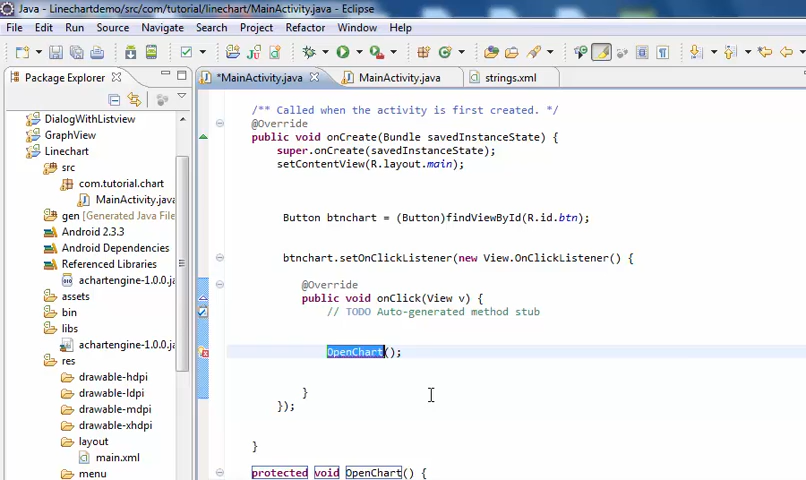 Java - Linechartdemo/src/com/tutorial/linechart/MainActivity.java - Eclipse
File Edit Run Source Navigate Search Project Refactor Window Help
Package Explorer
*MainActivity.java MainActivity.java strings.xml
DialogWithListview
GraphView
Linechart
src
com.tutorial.chart
MainActivity.java
gen [Generated Java File
Android 2.3.3
Android Dependencies
Referenced Libraries
achartengine-1.0.0.j
assets
bin
libs
achartengine-1.0.0.j
res
drawable-hdpi
drawable-ldpi
drawable-mdpi
drawable-xhdpi
layout
main.xml
menu
/** Called when the activity is first created. */
@Override
public void onCreate(Bundle savedInstanceState) {
super.onCreate(savedInstanceState);
setContentView(R.layout.main);
Button btnchart = (Button)findViewById(R.id.btn);
btnchart.setOnClickListener(new View.OnClickListener() {
@Override
public void onClick(View v) {
// TODO Auto-generated method stub
OpenChart();
}
});
}
protected void OpenChart() {